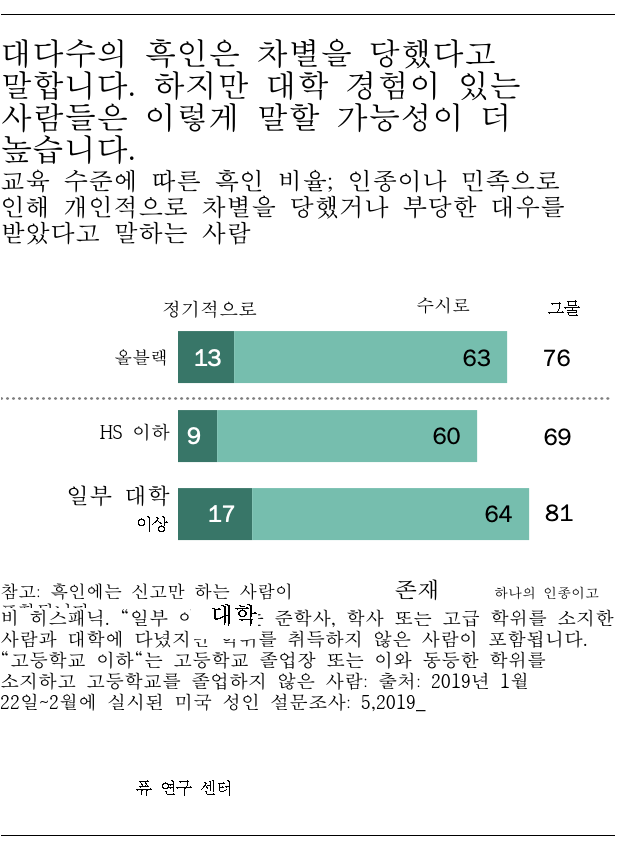 대다수의 흑인은 차별을 당했다고
말합니다. 하지만 대학 경험이 있는
사람들은 이렇게 말할 가능성이 더
높습니다.
교육 수준에 따른 흑인 비율; 인종이나 민족으로
인해 개인적으로 차별을 당했거나 부당한 대우를
받았다고 말하는 사람
정기적으로 수시로 그물
올블랙 13 63 76
HS 이하 9 60 69
일부 대학 17 64 81
이상
참고: 흑인에는 신고만 하는 사람이 존재 하나의 인종이고
비 히스패닉. “일부 대학 준학사, 학사 또는 고급 학위를 소지한
사람과 대학에 다녔지 학위를 취득하지 않은 사람이 포함됩니다.
“고등학교 이하“는 고등학교 졸업장 또는 이와 동등한 학위를
소지하고 고등학교를 졸업하지 않은 사람: 출처: 2019년 1월
22일~2월에 실시된 미국 성인 설문조사: 5,2019_
퓨 연구 센터